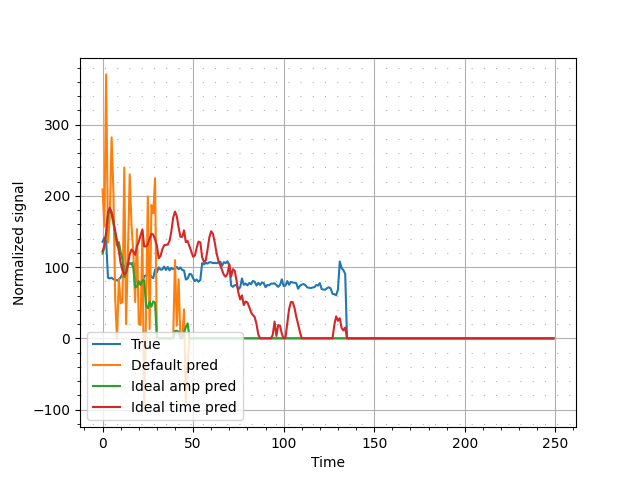 Normalized signal
300
200
100
0
−100
True
Default pred
Ideal amp pred
Ideal time pred
0
50
100
150
200
250
Time